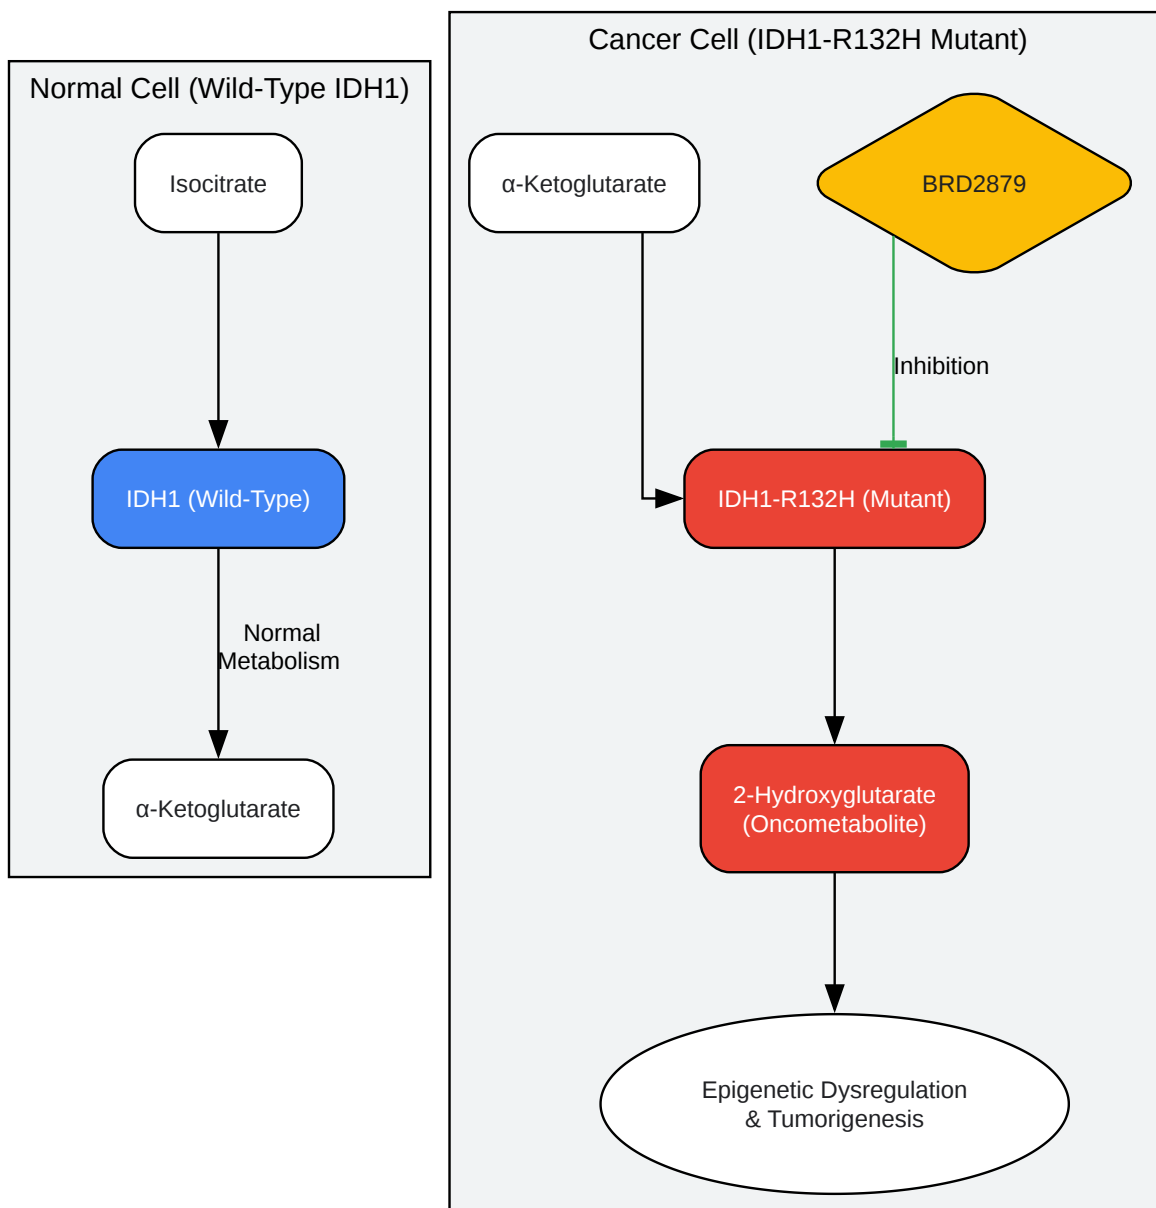 Normal Cell (Wild-Type IDH1)
Isocitrate
IDH1 (Wild-Type)
Normal
Metabolism
α-Ketoglutarate
Cancer Cell (IDH1-R132H Mutant)
α-Ketoglutarate
BRD2879
Inhibition
IDH1-R132H (Mutant)
2-Hydroxyglutarate
(Oncometabolite)
Epigenetic Dysregulation
& Tumorigenesis